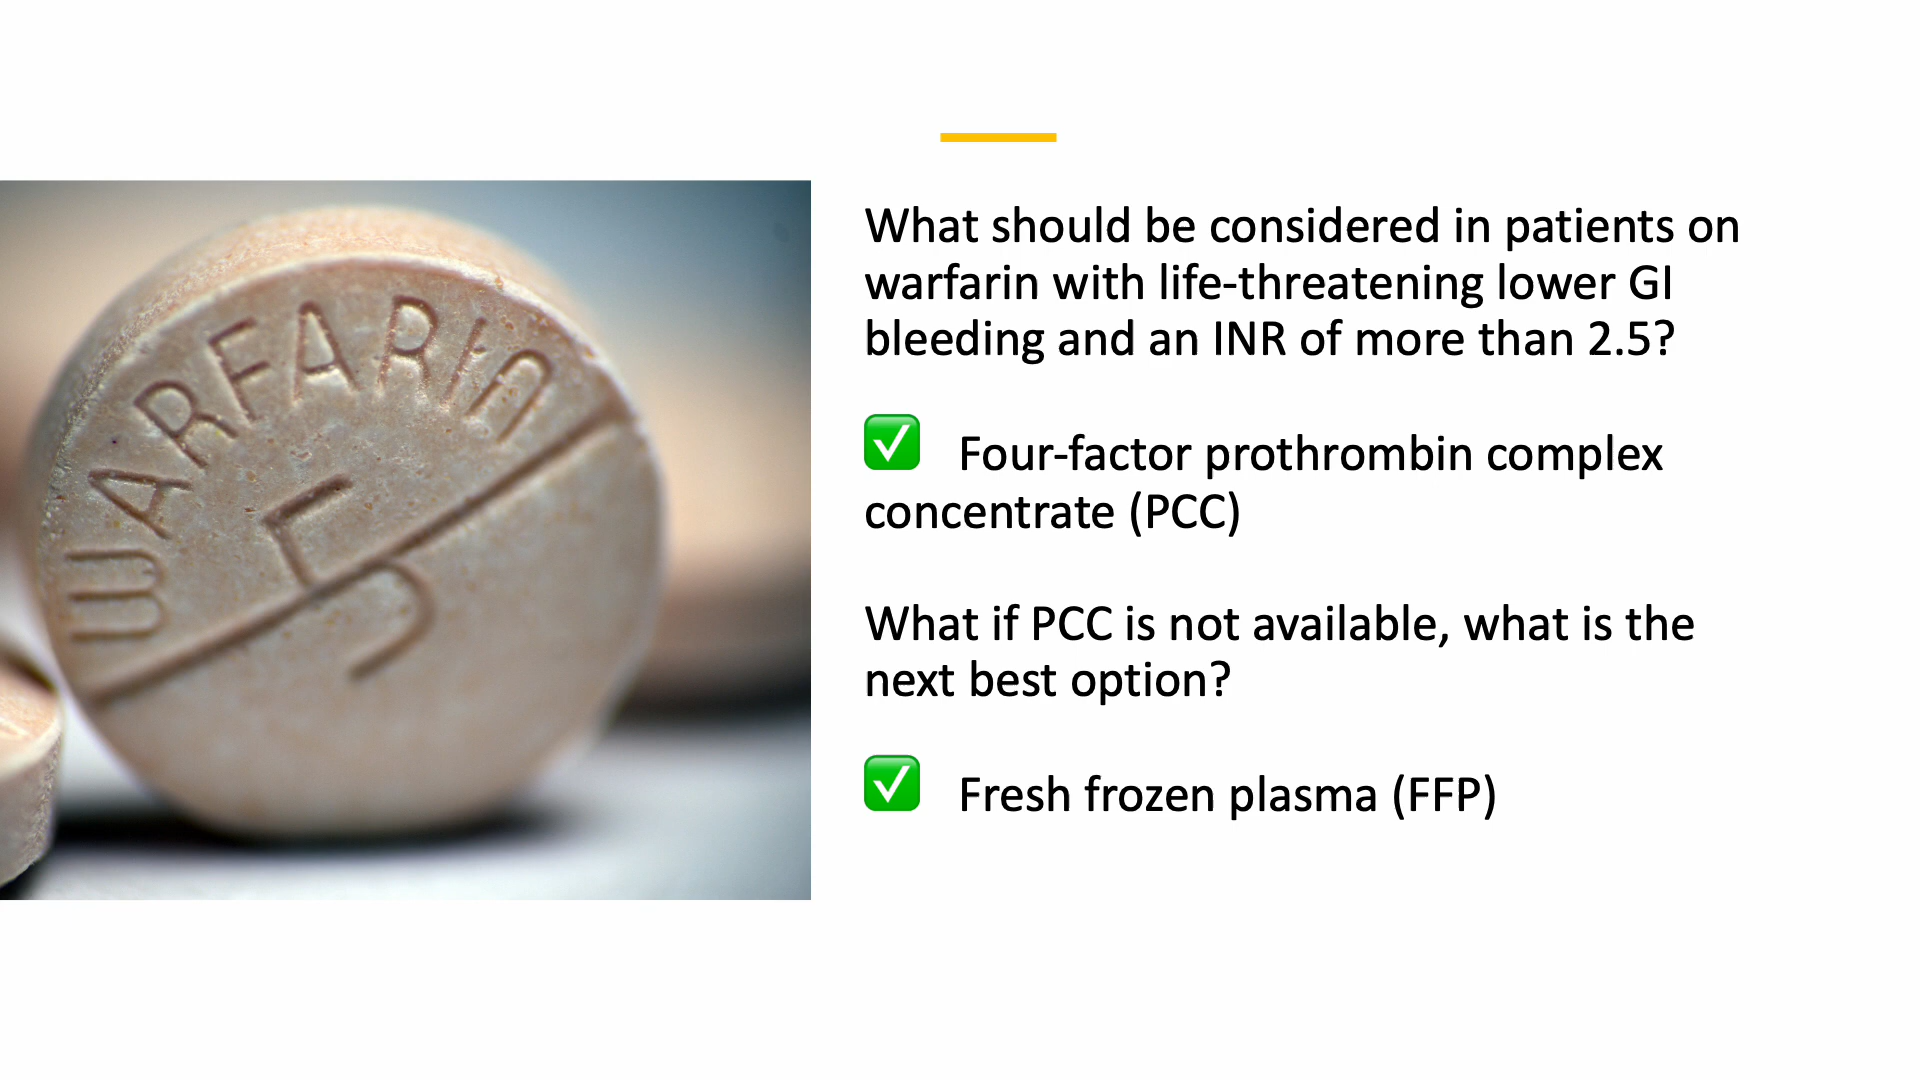 WARFARIN
5
What should be considered in patients on
warfarin with life-threatening lower GI
bleeding and an INR of more than 2.5?
✅ Four-factor prothrombin complex
concentrate (PCC)
What if PCC is not available, what is the
next best option?
✅ Fresh frozen plasma (FFP)